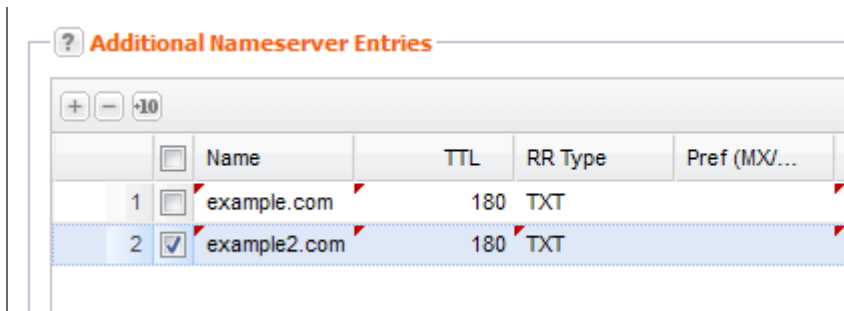 ? Additional Nameserver Entries
+ - +10
Name TTL RR Type Pref (MX/...
1 example.com 180 TXT
2 example2.com 180 TXT